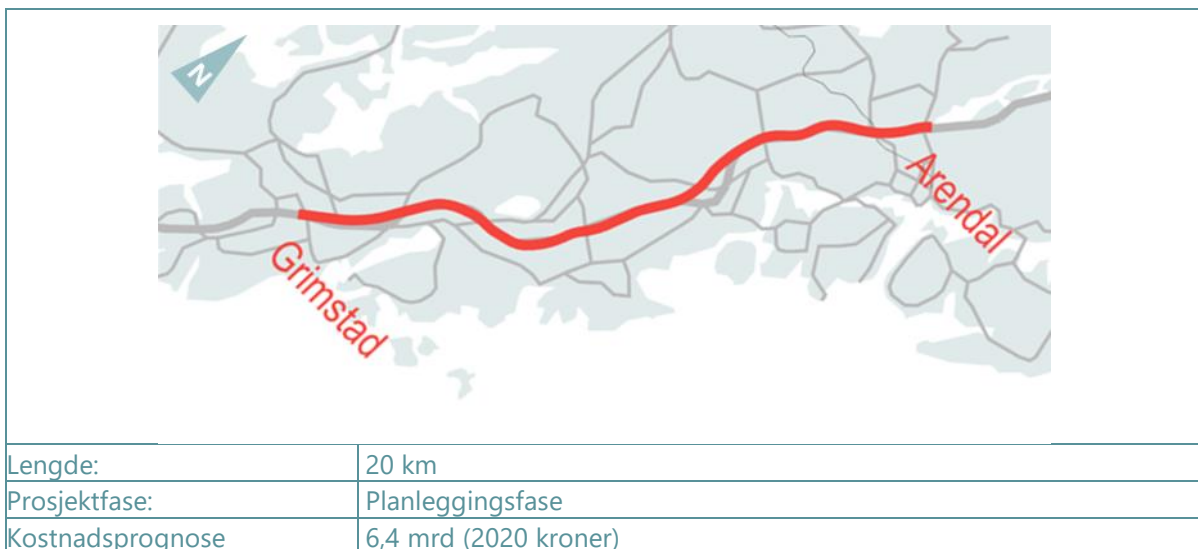 N
Grimstad
Arendal
Lengde: 20 km
Prosjektfase: Planleggingsfase
Kostnadsprognose 6,4 mrd (2020 kroner)